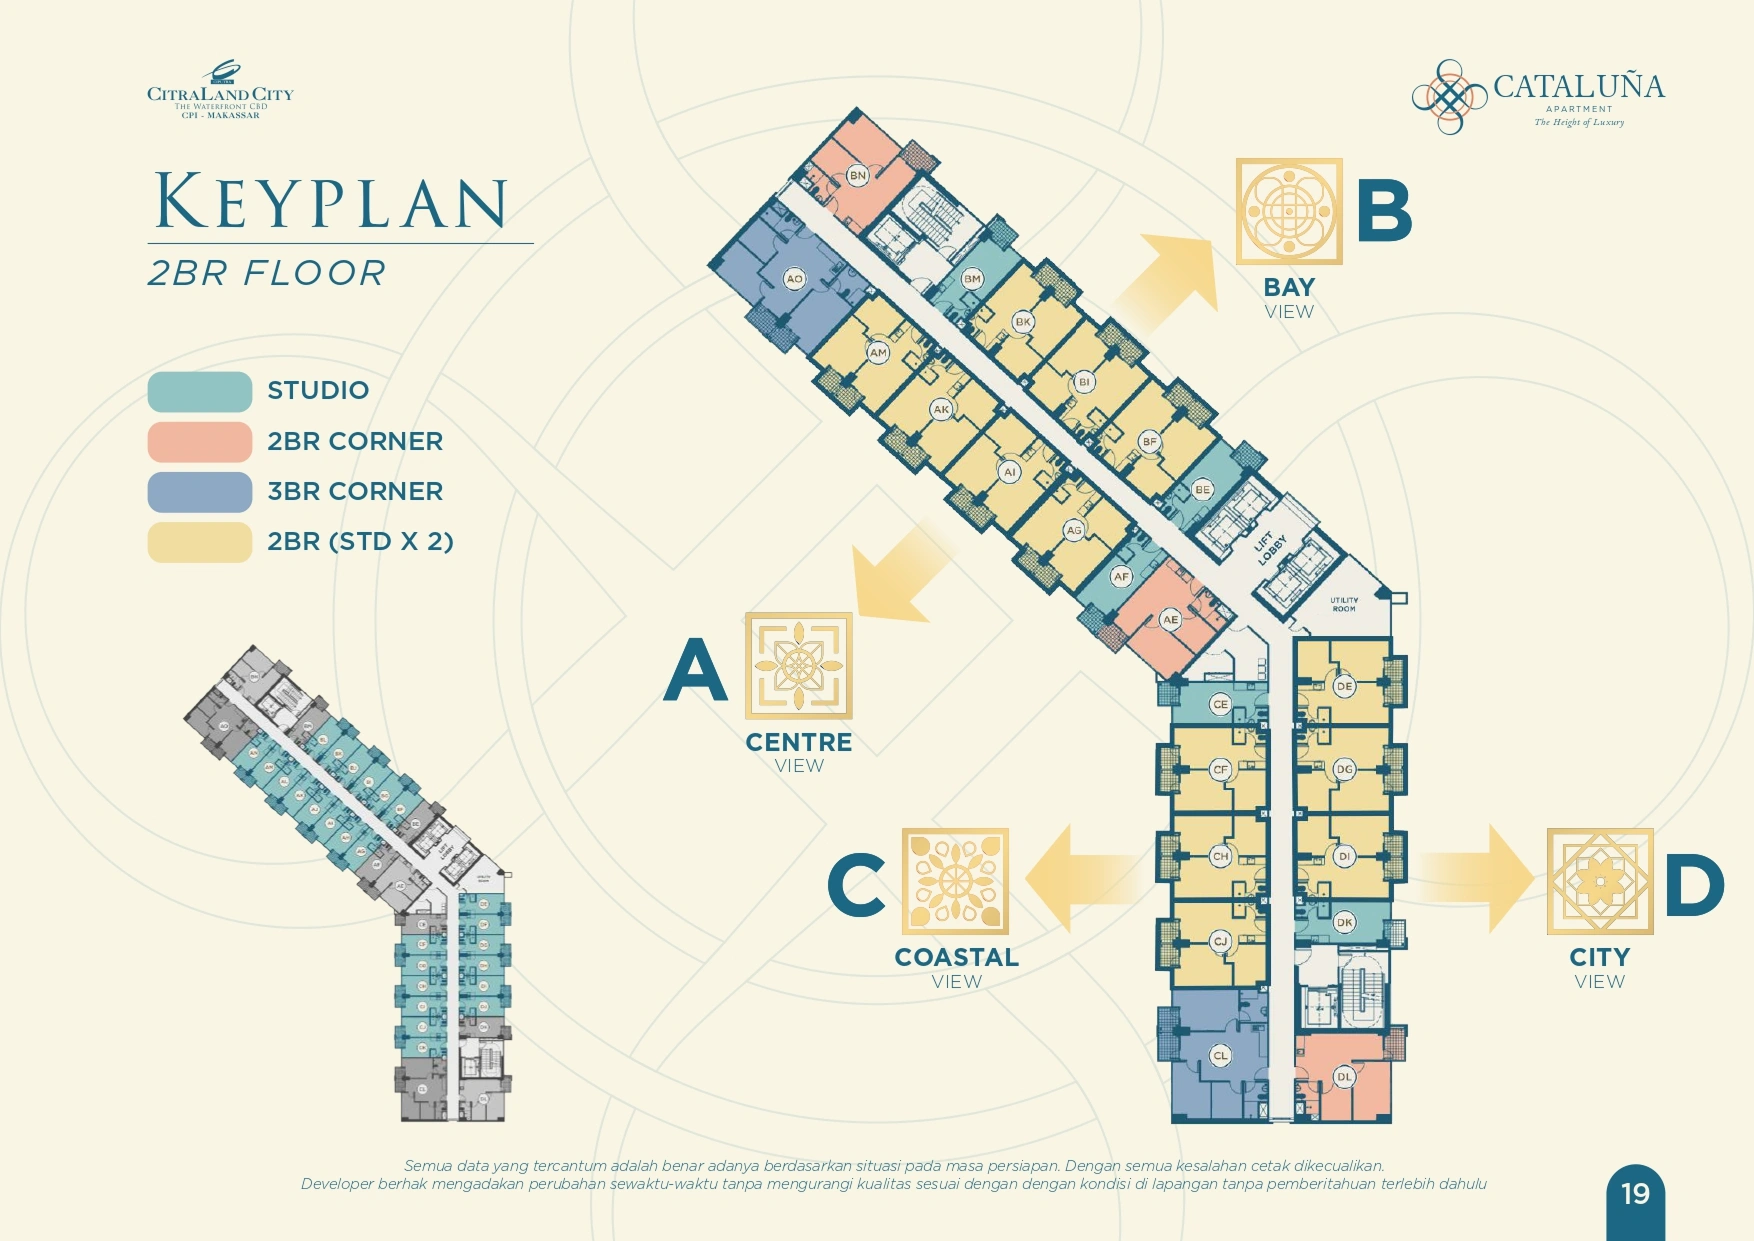 CITRALAND CITY
THE WATERFRONT CBD
CPI - MAKASSAR
CATALUÑA
APARTMENT
The Height of Luxury
KEYPLAN
2BR FLOOR
STUDIO
2BR CORNER
3BR CORNER
2BR (STD X 2)
B
BAY
VIEW
A
CENTRE
VIEW
C
COASTAL
VIEW
D
CITY
VIEW
BN
AO
BM
BK
AM
BI
AK
BF
AI
BE
AG
LIFT
LOBBY
AF
UTILITY
ROOM
AE
DE
CE
CF
DG
CH
DI
DK
CJ
CL
DL
Semua data yang tercantum adalah benar adanya berdasarkan situasi pada masa persiapan. Dengan semua kesalahan cetak dikecualikan.
Developer berhak mengadakan perubahan sewaktu-waktu tanpa mengurangi kualitas sesuai dengan dengan kondisi di lapangan tanpa pemberitahuan terlebih dahulu
19